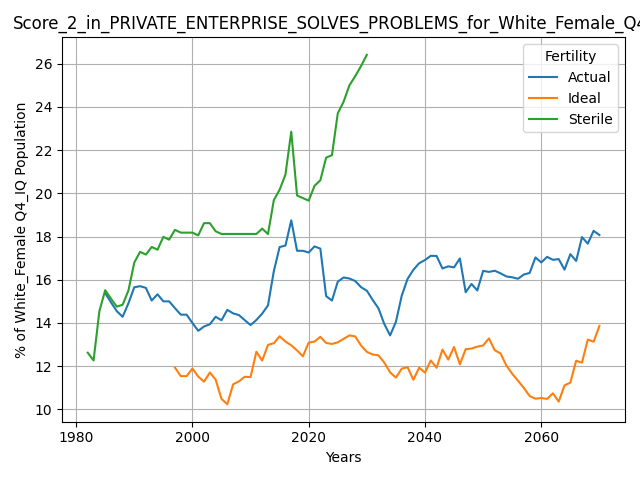 Score_2_in_PRIVATE_ENTERPRISE_SOLVES_PROBLEMS_for_White_Female_Q4
Fertility
Actual
Ideal
Sterile
% of White_Female Q4_IQ Population
26
24
22
20
18
16
14
12
10
1980 2000 2020 2040 2060
Years